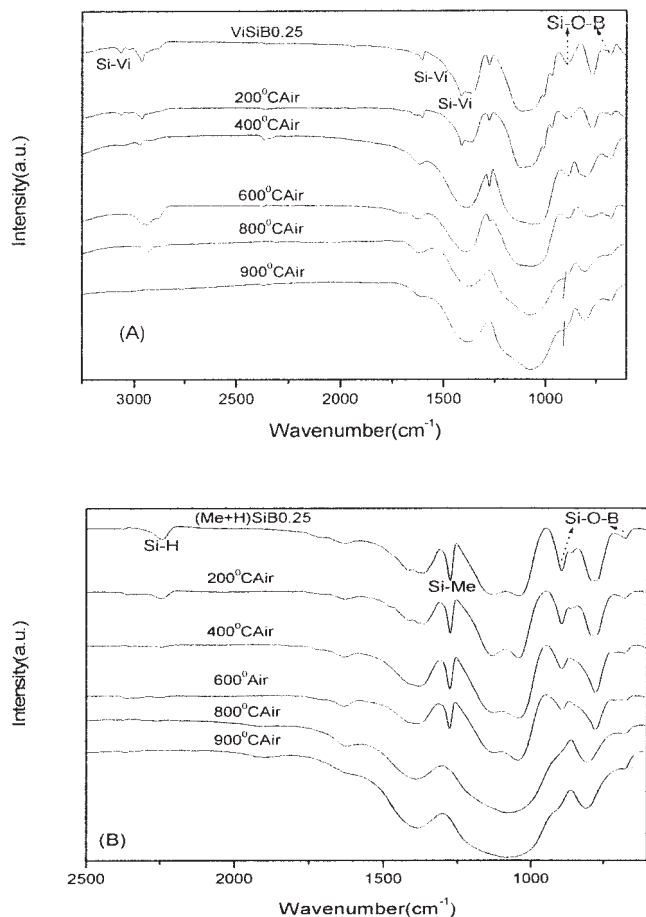 ViSiB0.25
Si-O-B
Si-Vi
Si-Vi
Si-Vi
200⁰CAir
400⁰CAir
600⁰CAir
800⁰CAir
900⁰CAir
(A)
Intensity(a.u.)
3000 2500 2000 1500 1000
Wavenumber(cm⁻¹)
(Me+H)SiB0.25
Si-O-B
Si-H
Si-Me
200⁰CAir
400⁰CAir
600⁰Air
800⁰CAir
900⁰CAir
(B)
Intensity(a.u.)
2500 2000 1500 1000
Wavenumber(cm⁻¹)